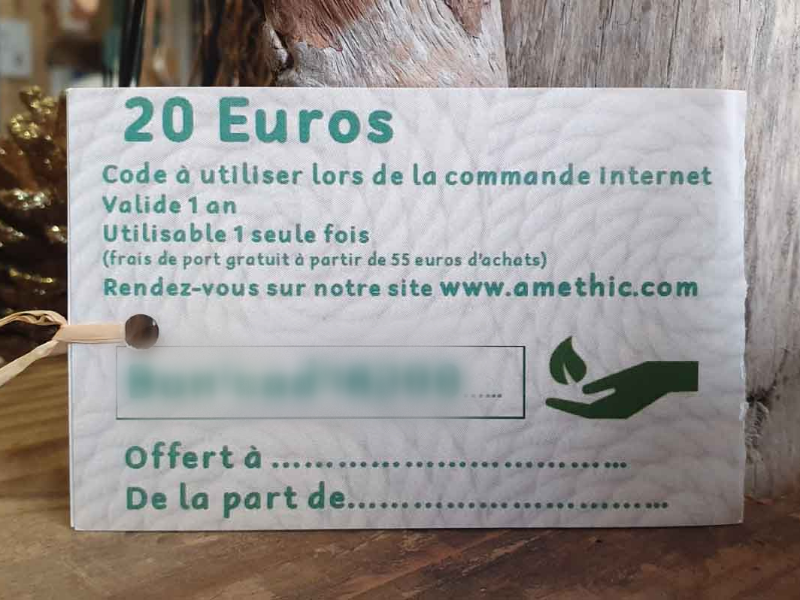 20 Euros
Code à utiliser lors de la commande internet
Valide 1 an
Utilisable 1 seule fois
(frais de port gratuit à partir de 55 euros d'achats)
Rendez-vous sur notre site www.amethic.com
Offert à ................................................
De la part de............................................